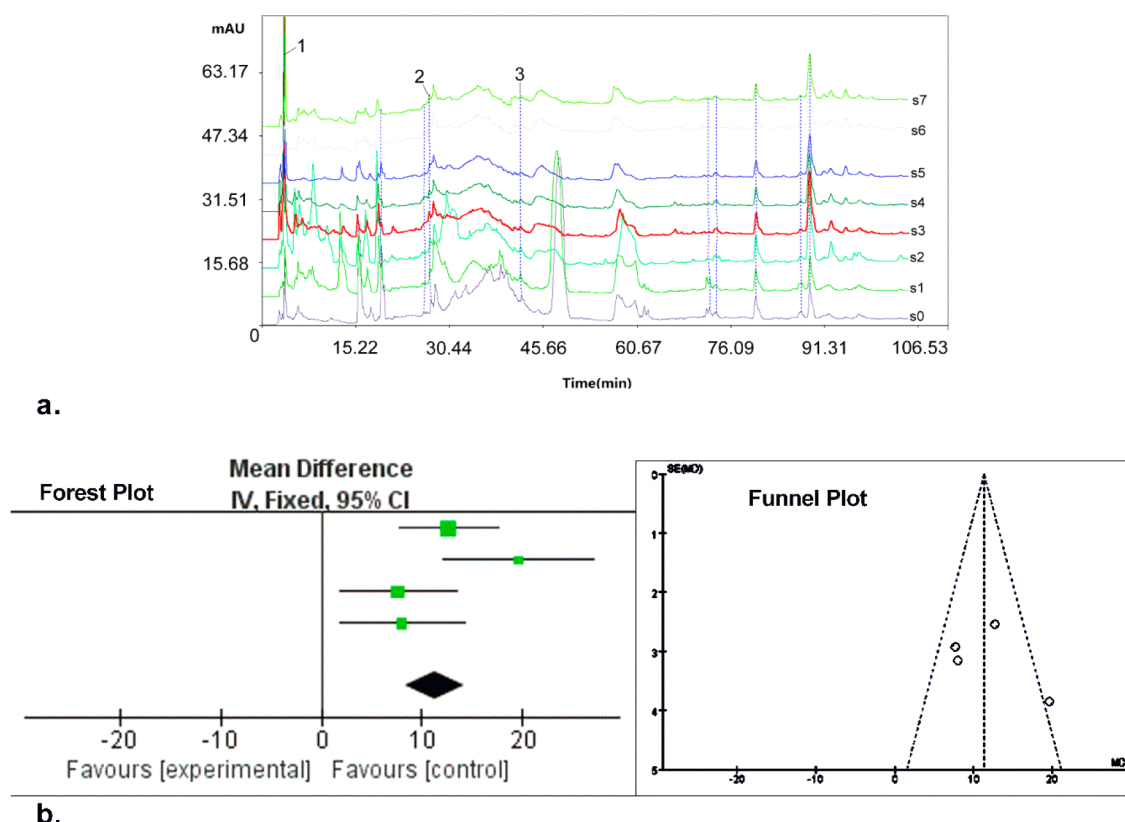 mAU
1
2
3
63.17
47.34
31.51
15.68
0
s7
s6
s5
s4
s3
s2
s1
s0
15.22 30.44 45.66 60.67 76.09 91.31 106.53
Time(min)
a.
Forest Plot
Mean Difference
IV, Fixed, 95% CI
-20 -10 0 10 20
Favours [experimental] Favours [control]
SE(MD)
Funnel Plot
0
1
2
3
4
5
-20 -10 0 10 20
b.